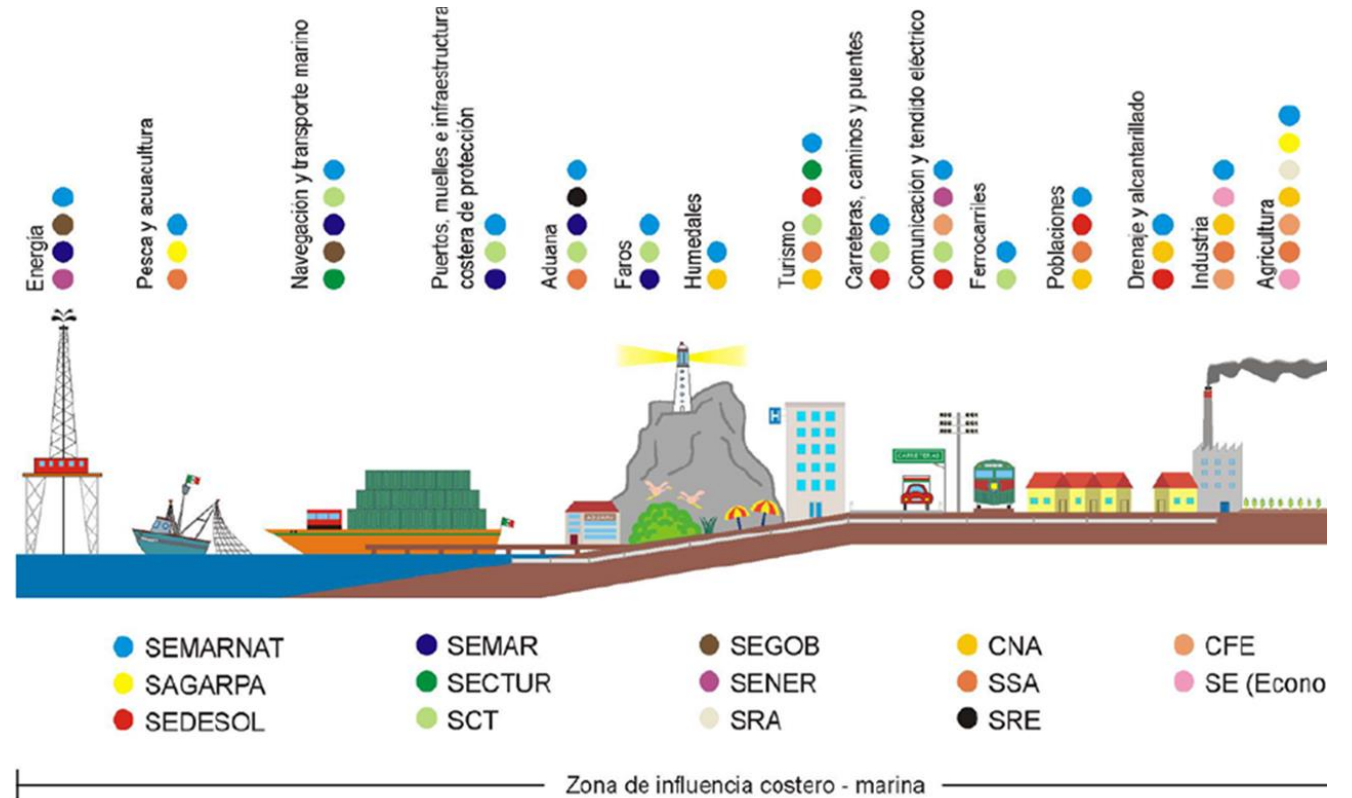 Energía
Pesca y acuacultura
Navegación y transporte marino
Puertos, muelles e infraestructura
costera de protección
Aduana
Faros
Humedales
Turismo
Carreteras, caminos y puentes
Comunicación y tendido eléctrico
Ferrocarriles
Poblaciones
Drenaje y alcantarillado
Industria
Agricultura
H
CARRETERAS
ADUANA
SEMARNAT
SEMAR
SEGOB
CNA
CFE
SAGARPA
SECTUR
SENER
SSA
SE (Econo
SEDESOL
SCT
SRA
SRE
Zona de influencia costero - marina